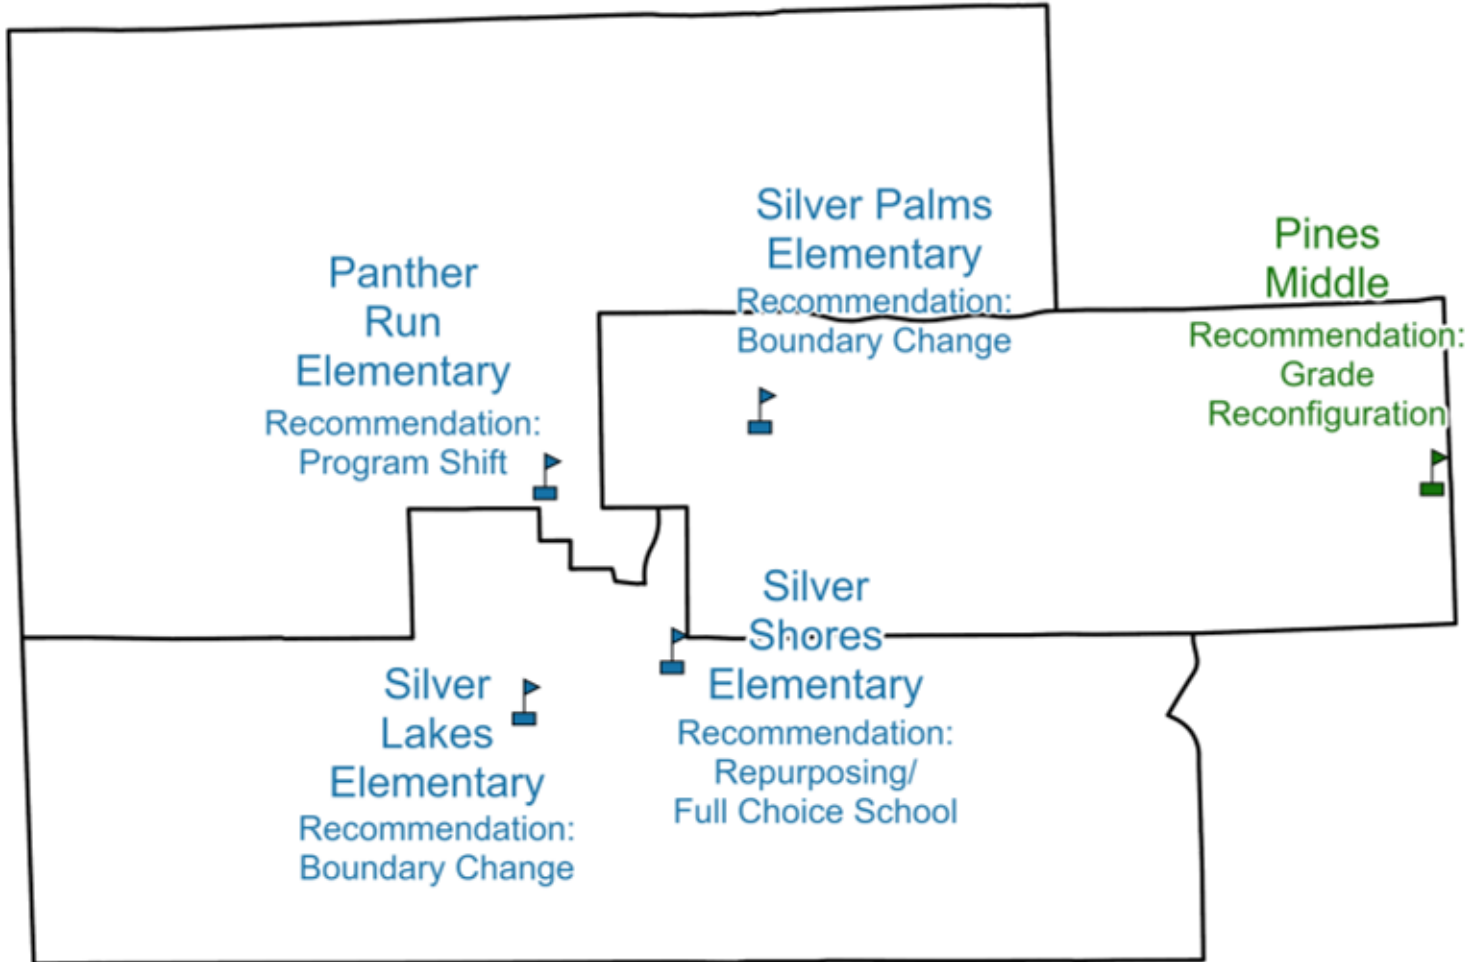 Silver Palms
Elementary
Recommendation:
Boundary Change
Pines
Middle
Recommendation:
Grade
Reconfiguration
Panther
Run
Elementary
Recommendation:
Program Shift
Silver
Shores
Elementary
Recommendation:
Repurposing/
Full Choice School
Silver
Lakes
Elementary
Recommendation:
Boundary Change